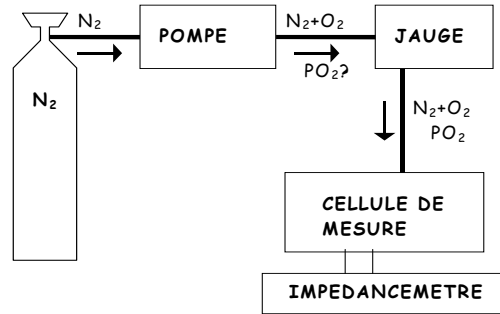 N₂
POMPE
N₂+O₂
PO₂?
JAUGE
N₂
N₂+O₂
PO₂
CELLULE DE
MESURE
IMPEDANCEMETRE